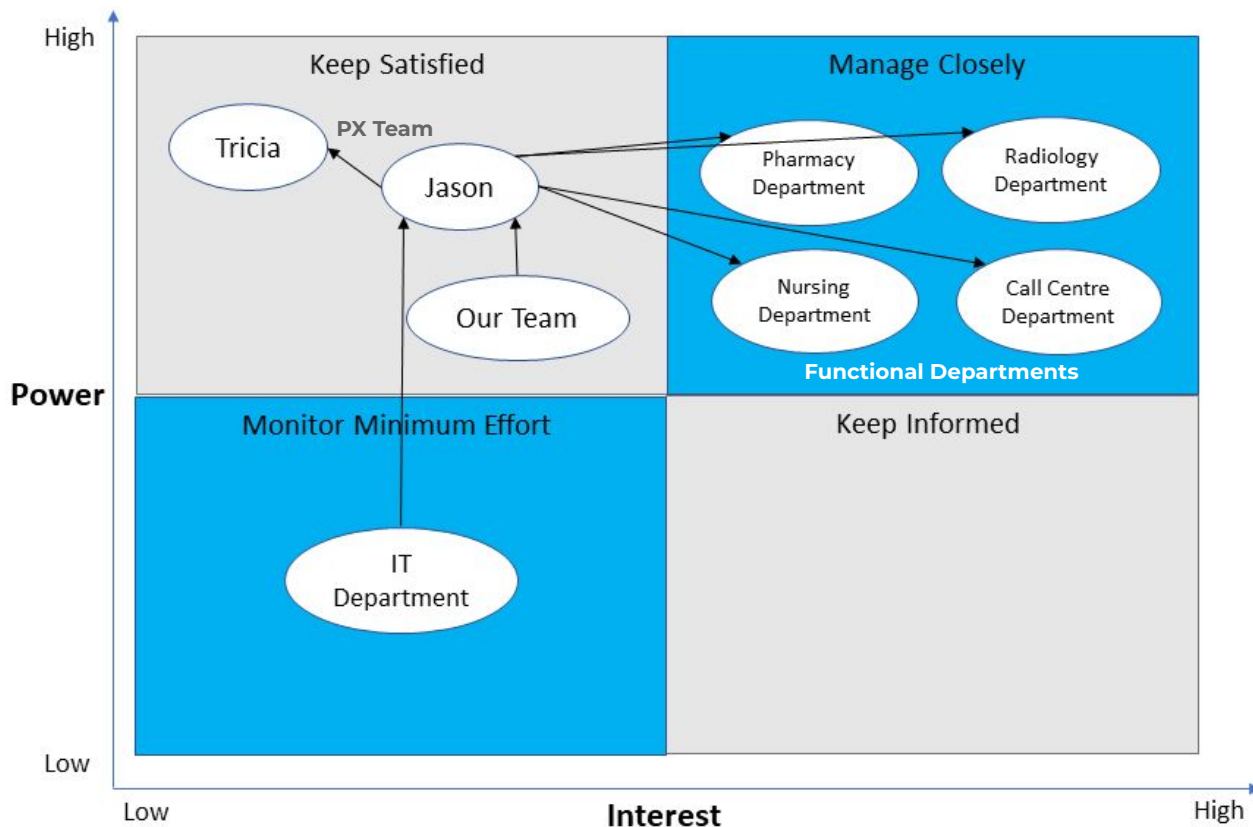 High
Keep Satisfied
Manage Closely
PX Team
Tricia
Jason
Pharmacy
Department
Radiology
Department
Our Team
Nursing
Department
Call Centre
Department
Functional Departments
Power
Monitor Minimum Effort
Keep Informed
IT
Department
Low
Low
Interest
High